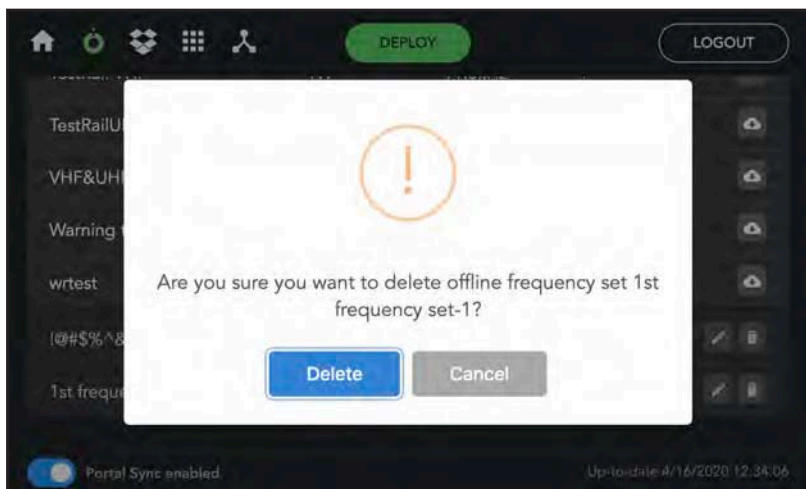 DEPLOY
LOGOUT
TestRailU
VHF&UH
Warning
wrtest
Are you sure you want to delete offline frequency set 1st
frequency set-1?
(@#$%^&
1st freque
Delete
Cancel
Portal Sync enabled
Up-to-date 4/16/2020 12:34:06